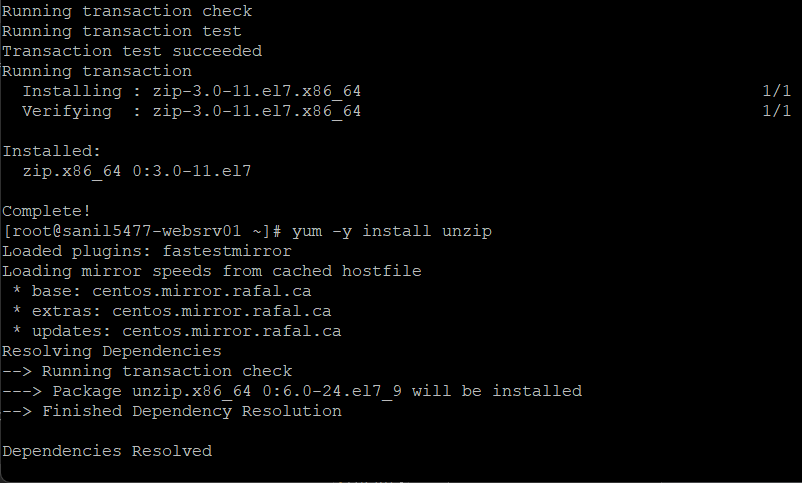 Running transaction check
Running transaction test
Transaction test succeeded
Running transaction
  Installing : zip-3.0-11.el7.x86_64 1/1
  Verifying  : zip-3.0-11.el7.x86_64 1/1

Installed:
  zip.x86_64 0:3.0-11.el7

Complete!
[root@sanil5477-websrv01 ~]# yum -y install unzip
Loaded plugins: fastestmirror
Loading mirror speeds from cached hostfile
 * base: centos.mirror.rafal.ca
 * extras: centos.mirror.rafal.ca
 * updates: centos.mirror.rafal.ca
Resolving Dependencies
--> Running transaction check
---> Package unzip.x86_64 0:6.0-24.el7_9 will be installed
--> Finished Dependency Resolution

Dependencies Resolved